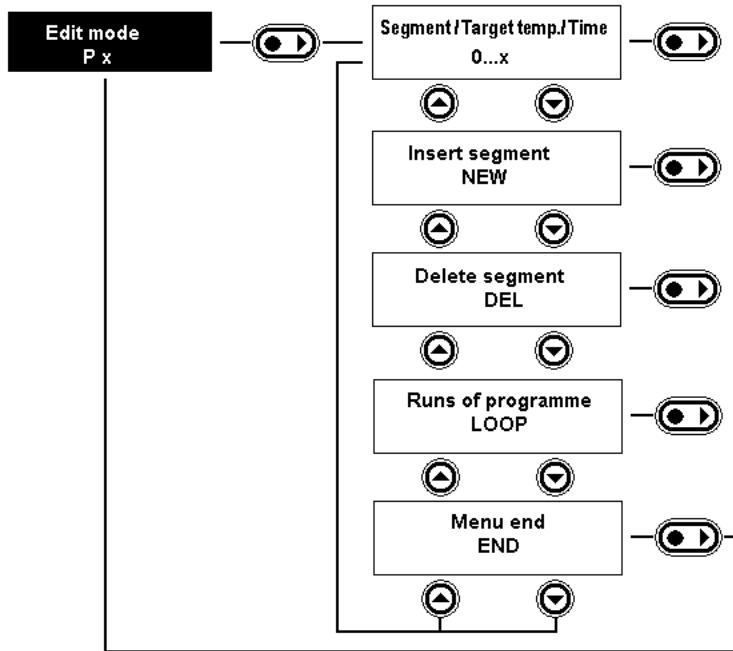 Edit mode
P x
Segment/Target temp./Time
0...x
Insert segment
NEW
Delete segment
DEL
Runs of programme
LOOP
Menu end
END